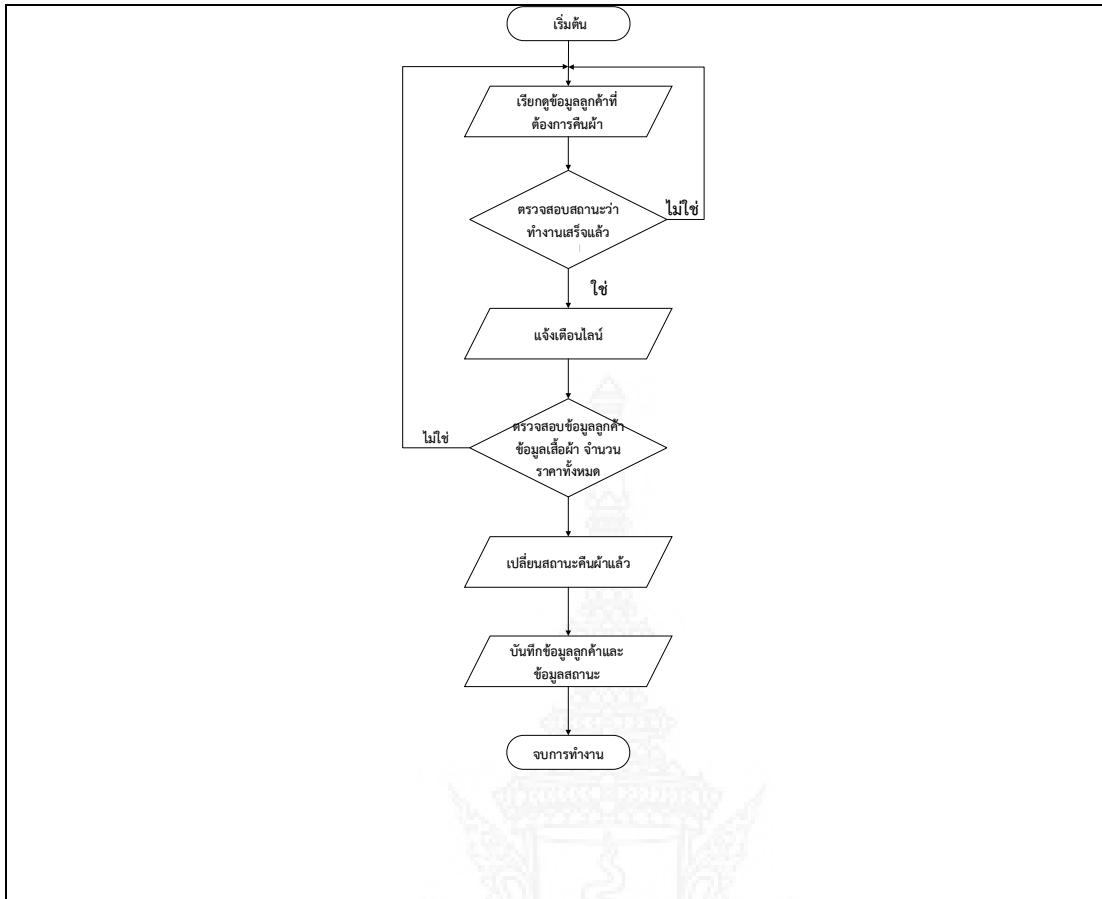 เริ่มต้น
เรียกดูข้อมูลลูกค้าที่
ต้องการคืนผ้า
ตรวจสอบสถานะว่า
ทำงานเสร็จแล้ว
ไม่ใช่
ใช่
แจ้งเตือนไลน์
ตรวจสอบข้อมูลลูกค้า
ข้อมูลเสื้อผ้า จำนวน
ราคาทั้งหมด
ไม่ใช่
เปลี่ยนสถานะคืนผ้าแล้ว
บันทึกข้อมูลลูกค้าและ
ข้อมูลสถานะ
จบการทำงาน